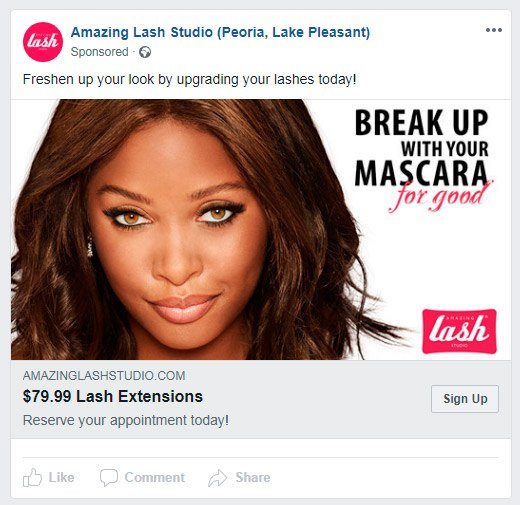 lash
Amazing Lash Studio (Peoria, Lake Pleasant)
Sponsored ·
Freshen up your look by upgrading your lashes today!
BREAK UP
WITH YOUR
MASCARA
for good
AMAZING
lash
STUDIO
AMAZINGLASHSTUDIO.COM
$79.99 Lash Extensions
Reserve your appointment today!
Sign Up
Like Comment Share